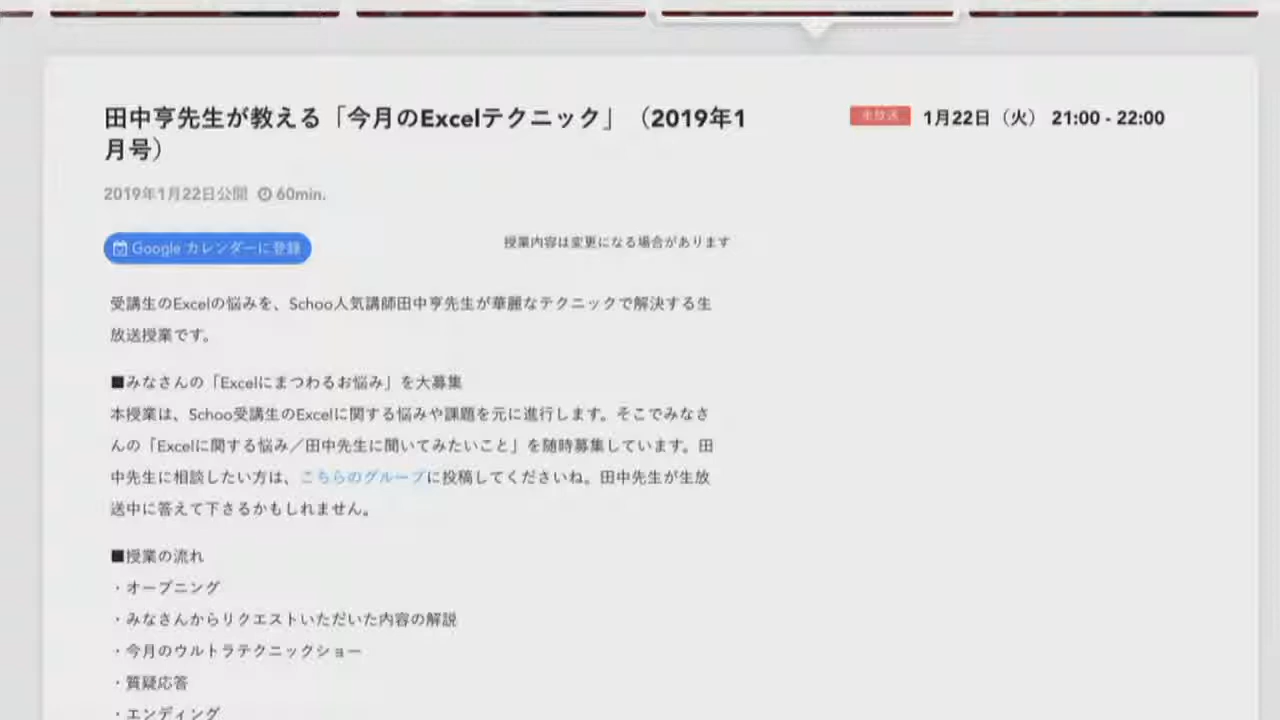 田中亨先生が教える「今月のExcelテクニック」（2019年1
月号）
未放送
1月22日（火） 21:00 - 22:00
2019年1月22日公開 60min.
Google カレンダーに登録
授業内容は変更になる場合があります
受講生のExcelの悩みを、Schoo人気講師田中亨先生が華麗なテクニックで解決する生
放送授業です。
■みなさんの「Excelにまつわるお悩み」を大募集
本授業は、Schoo受講生のExcelに関する悩みや課題を元に進行します。そこでみなさ
んの「Excelに関する悩み／田中先生に聞いてみたいこと」を随時募集しています。田
中先生に相談したい方は、こちらのグループに投稿してくださいね。田中先生が生放
送中に答えて下さるかもしれません。
■授業の流れ
・オープニング
・みなさんからリクエストいただいた内容の解説
・今月のウルトラテクニックショー
・質疑応答
・エンディング